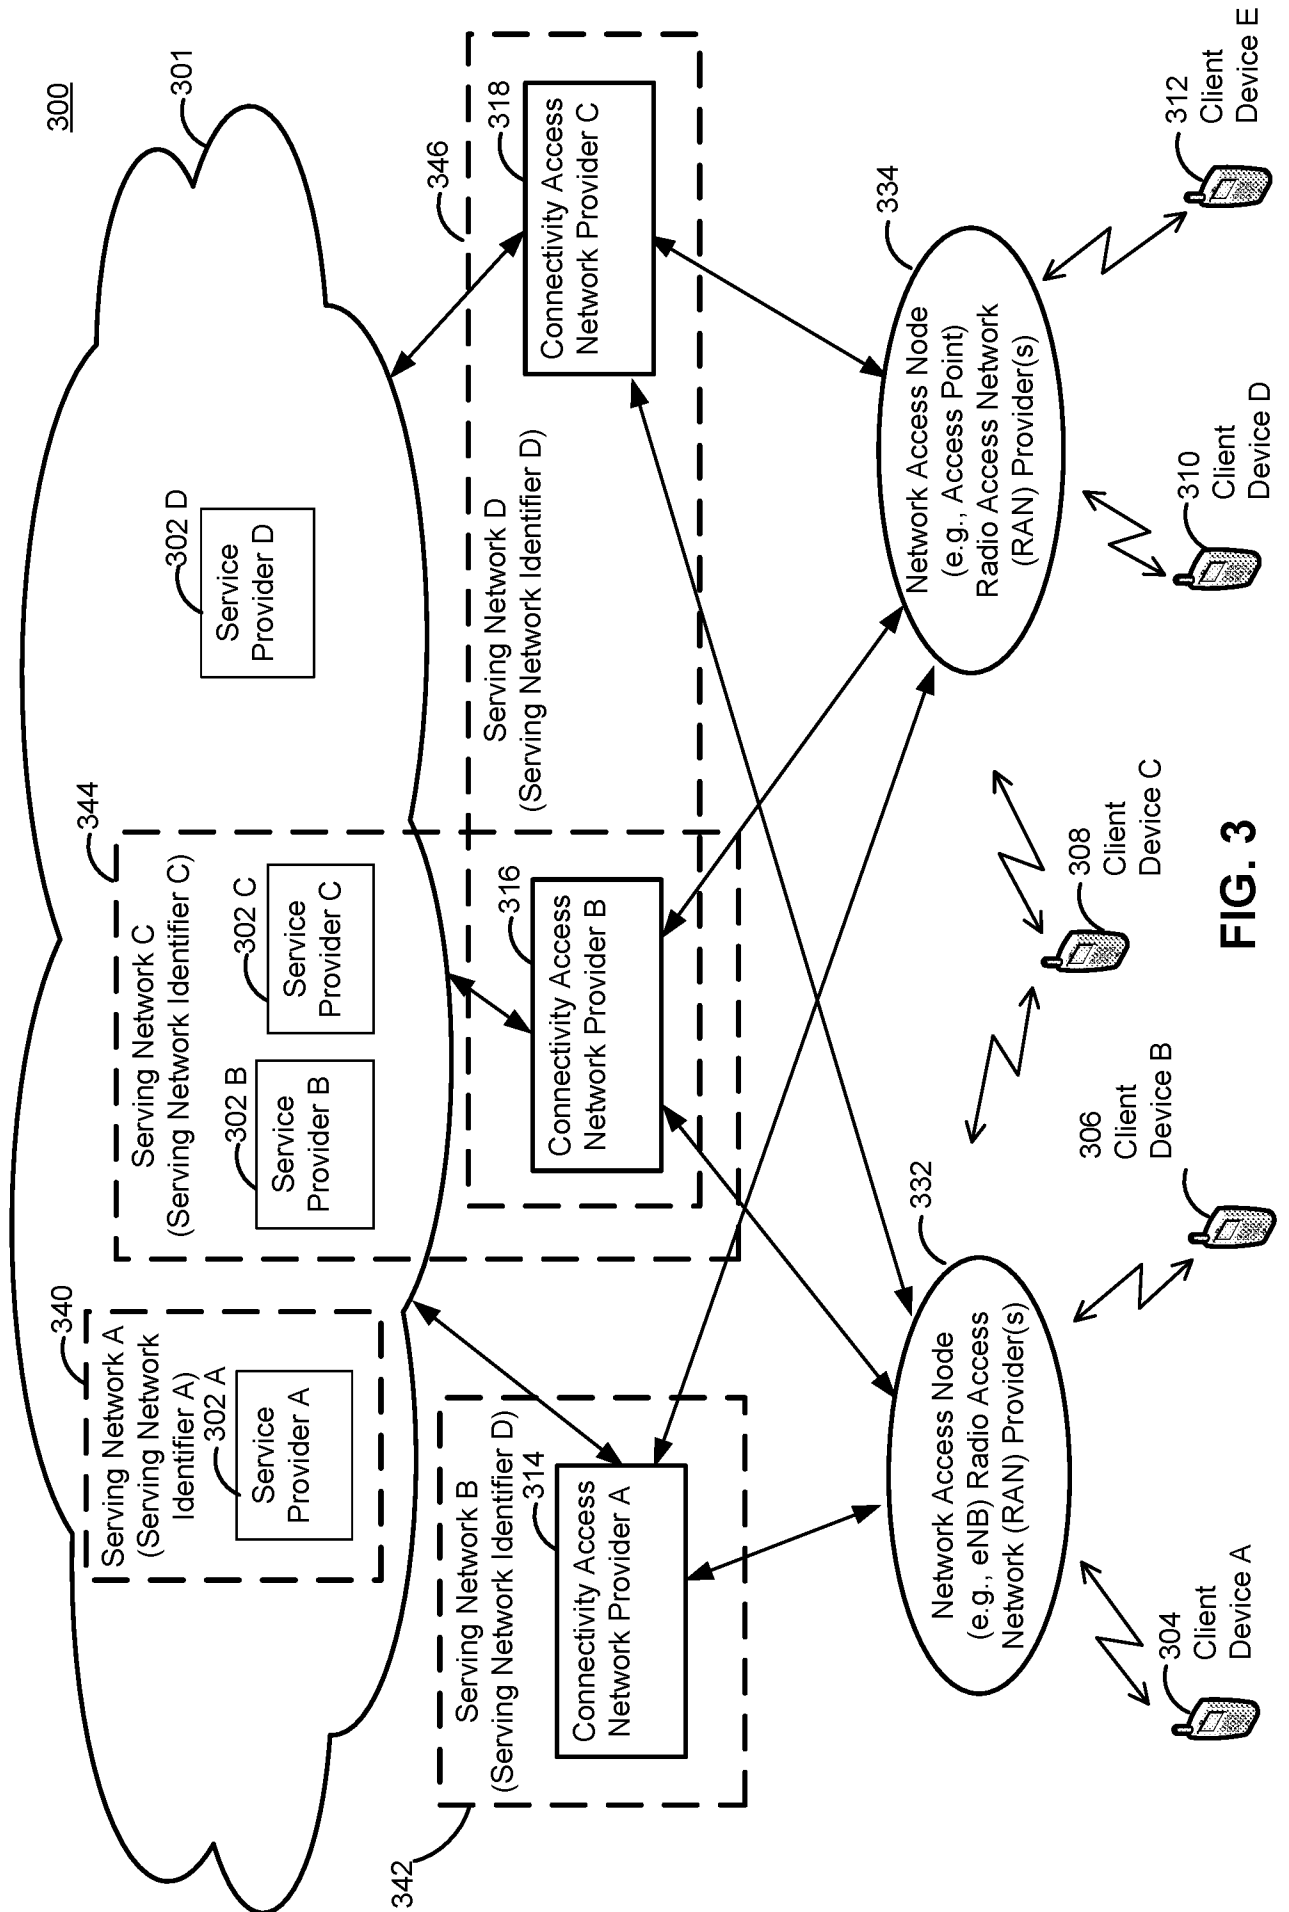 300
301
340
Serving Network A
(Serving Network
Identifier A)
302 A
Service
Provider A
344
Serving Network C
(Serving Network Identifier C)
302 B
Service
Provider B
302 C
Service
Provider C
302 D
Service
Provider D
342
Serving Network B
(Serving Network Identifier D)
314
Connectivity Access
Network Provider A
316
Connectivity Access
Network Provider B
346
Serving Network D
(Serving Network Identifier D)
318
Connectivity Access
Network Provider C
332
Network Access Node
(e.g., eNB) Radio Access
Network (RAN) Provider(s)
334
Network Access Node
(e.g., Access Point)
Radio Access Network
(RAN) Provider(s)
304
Client
Device A
306
Client
Device B
308
Client
Device C
310
Client
Device D
312
Client
Device E
FIG. 3